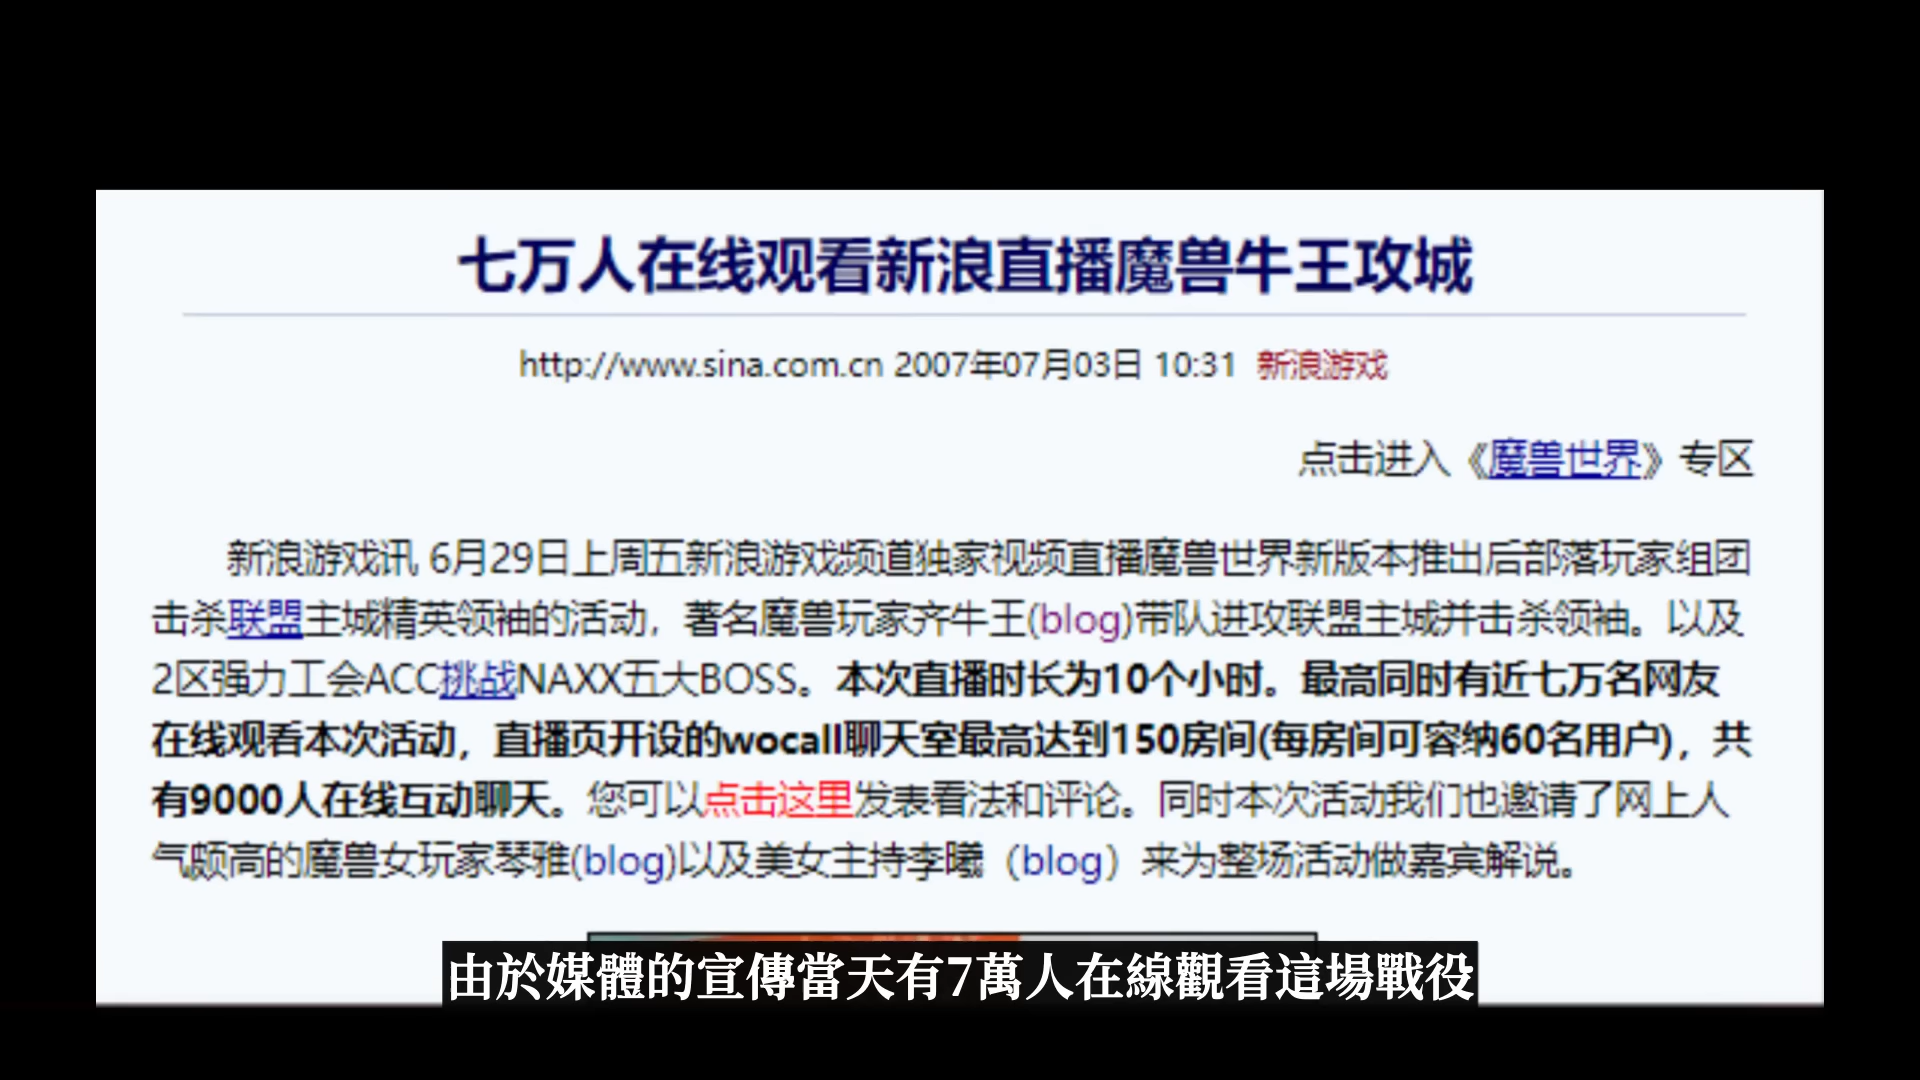 七万人在线观看新浪直播魔兽牛王攻城
http://www.sina.com.cn 2007年07月03日 10:31 新浪游戏
点击进入《魔兽世界》专区
新浪游戏讯 6月29日上周五新浪游戏频道独家视频直播魔兽世界新版本推出后部落玩家组团
击杀联盟主城精英领袖的活动，著名魔兽玩家齐牛王(blog)带队进攻联盟主城并击杀领袖。以及
2区强力工会ACC挑战NAXX五大BOSS。本次直播时长为10个小时。最高同时有近七万名网友
在线观看本次活动，直播页开设的wocall聊天室最高达到150房间(每房间可容纳60名用户)，共
有9000人在线互动聊天。您可以点击这里发表看法和评论。同时本次活动我们也邀请了网上人
气颇高的魔兽女玩家琴雅(blog)以及美女主持李曦（blog）来为整场活动做嘉宾解说。
由於媒體的宣傳當天有7萬人在線觀看這場戰役